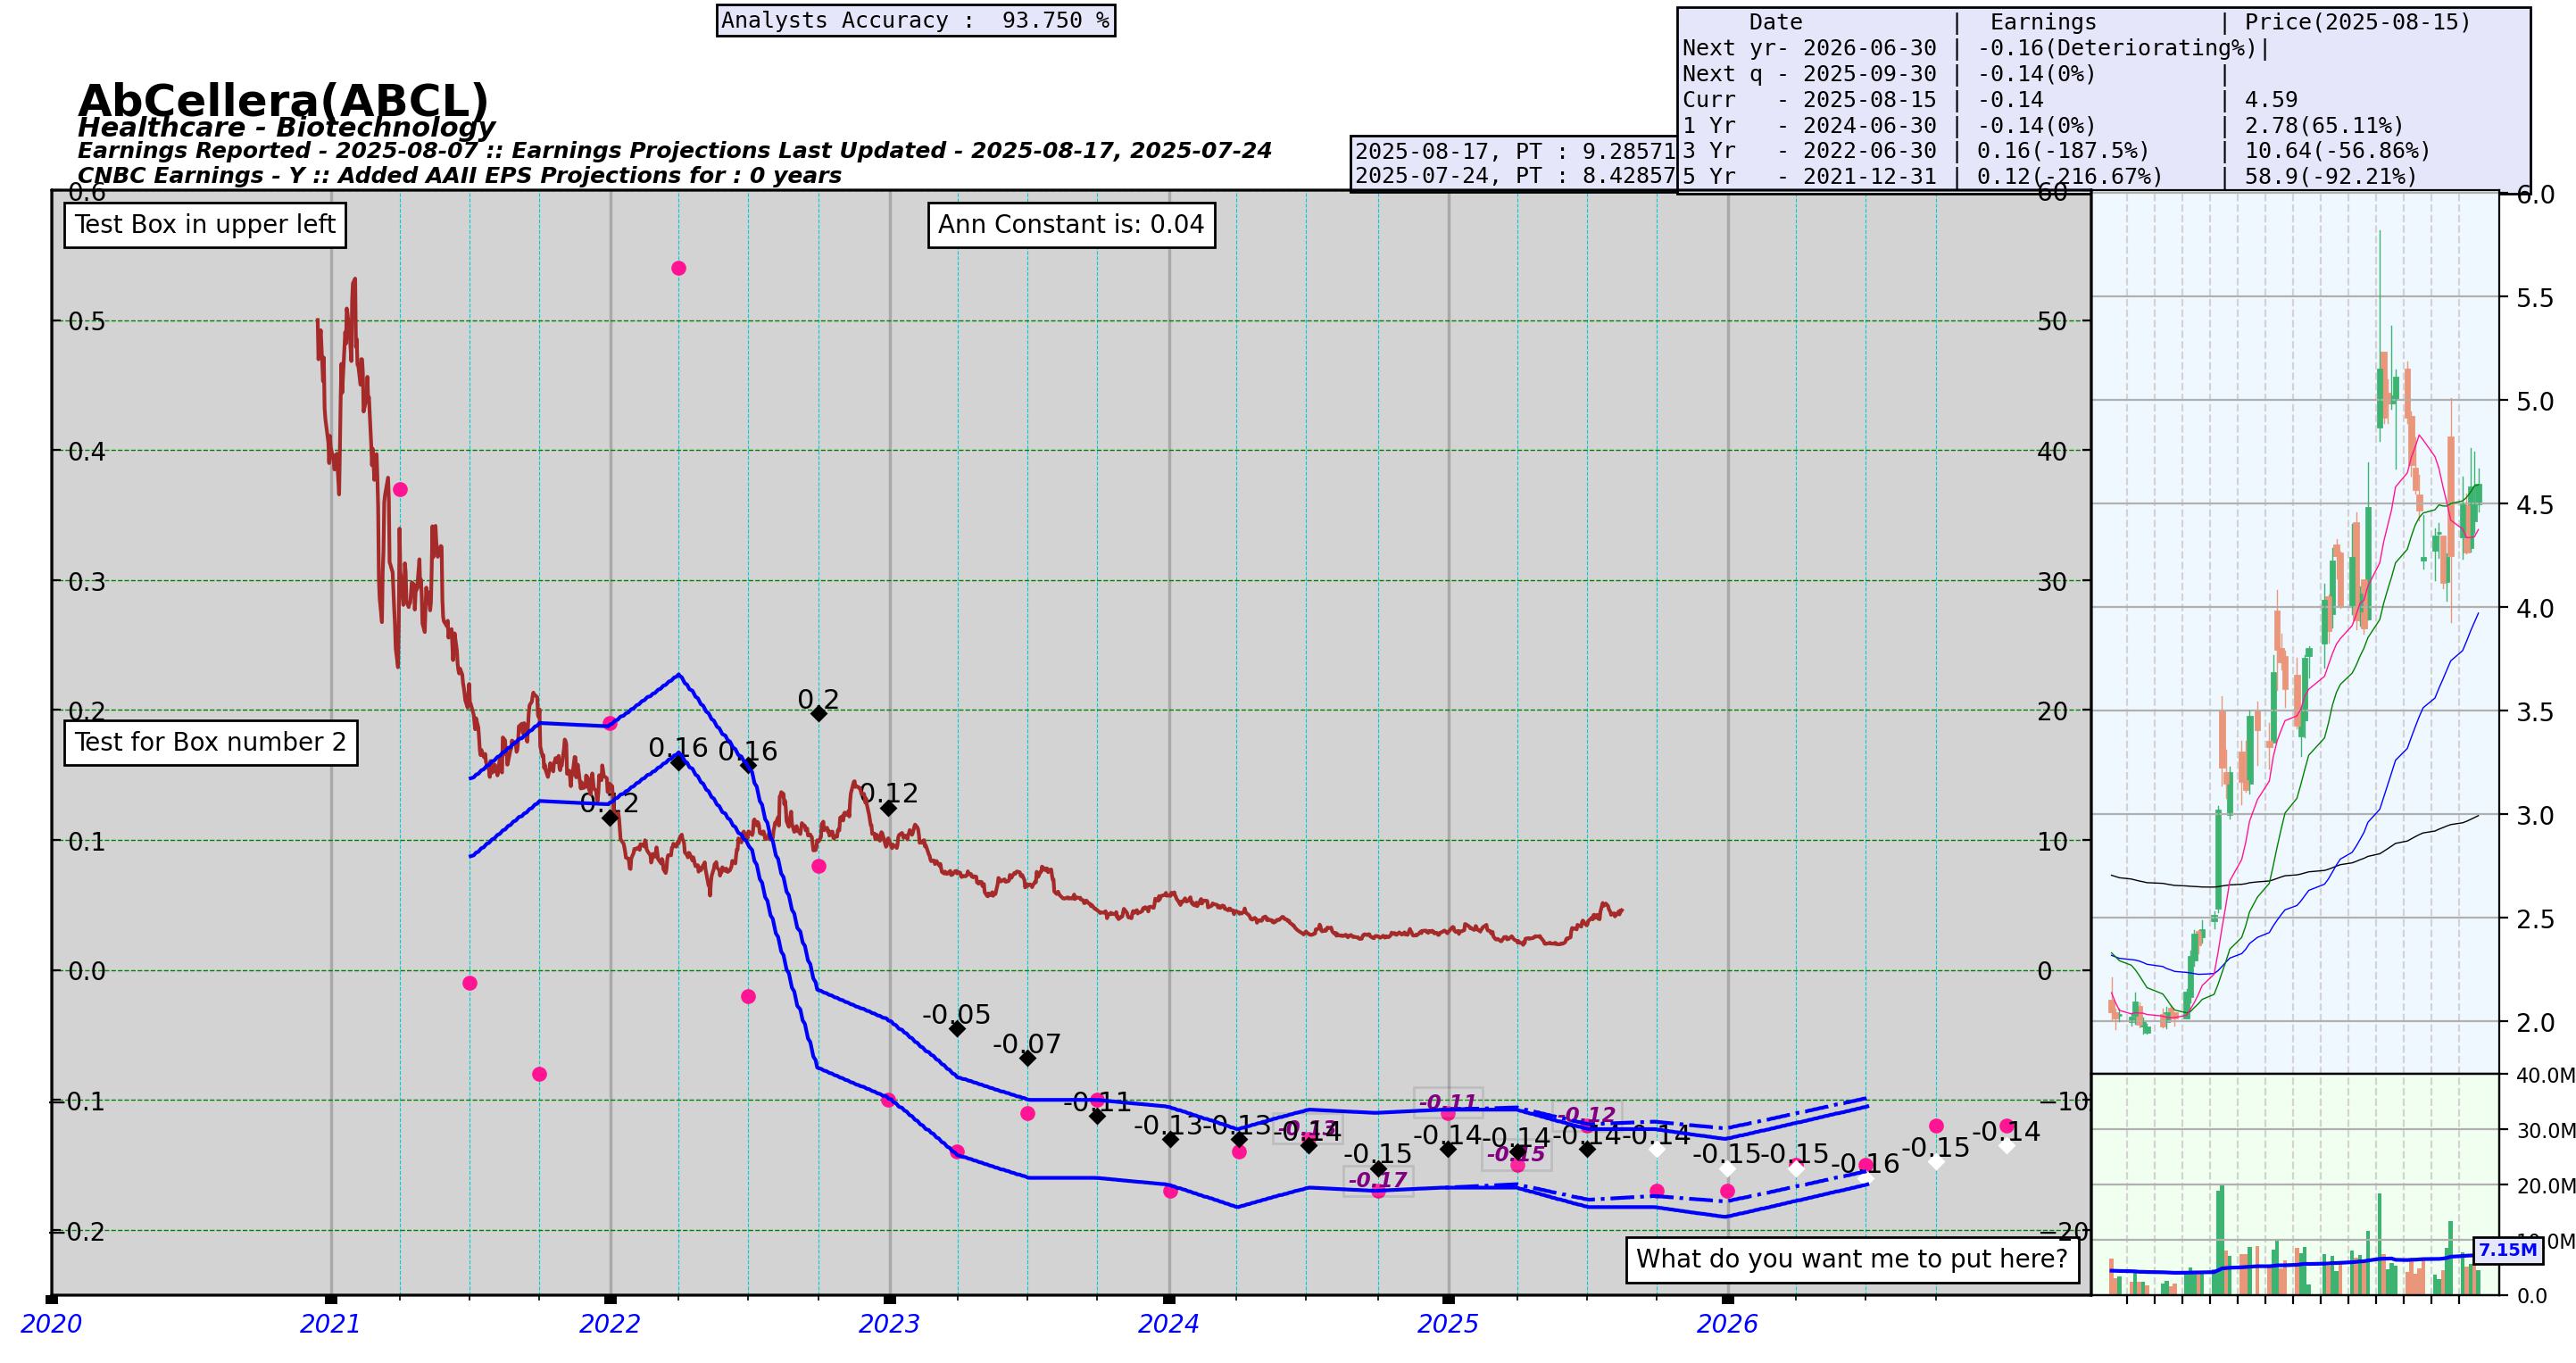 Analysts Accuracy :  93.750 %
Date | Earnings | Price(2025-08-15)
Next yr- 2026-06-30 | -0.16(Deteriorating%)|
Next q - 2025-09-30 | -0.14(0%) |
Curr - 2025-08-15 | -0.14 | 4.59
1 Yr - 2024-06-30 | -0.14(0%) | 2.78(65.11%)
3 Yr - 2022-06-30 | 0.16(-187.5%) | 10.64(-56.86%)
5 Yr - 2021-12-31 | 0.12(-216.67%) | 58.9(-92.21%)
AbCellera(ABCL)
Healthcare - Biotechnology
Earnings Reported - 2025-08-07 :: Earnings Projections Last Updated - 2025-08-17, 2025-07-24
CNBC Earnings - Y :: Added AAII EPS Projections for : 0 years
2025-08-17, PT : 9.28571
2025-07-24, PT : 8.42857
Test Box in upper left
Ann Constant is: 0.04
Test for Box number 2
What do you want me to put here?
0.6
0.5
0.4
0.3
0.2
0.1
0.0
−0.1
−0.2
60
50
40
30
20
10
0
−10
−20
6.0
5.5
5.0
4.5
4.0
3.5
3.0
2.5
2.0
40.0M
30.0M
20.0M
7.15M
0.0
0.12
0.16
0.16
0.2
0.12
-0.05
-0.07
-0.11
-0.13
-0.13
-0.14
-0.13
-0.15
-0.17
-0.11
-0.14
-0.14
-0.15
-0.12
-0.14
-0.14
-0.15
-0.15
-0.16
-0.15
-0.14
2020
2021
2022
2023
2024
2025
2026